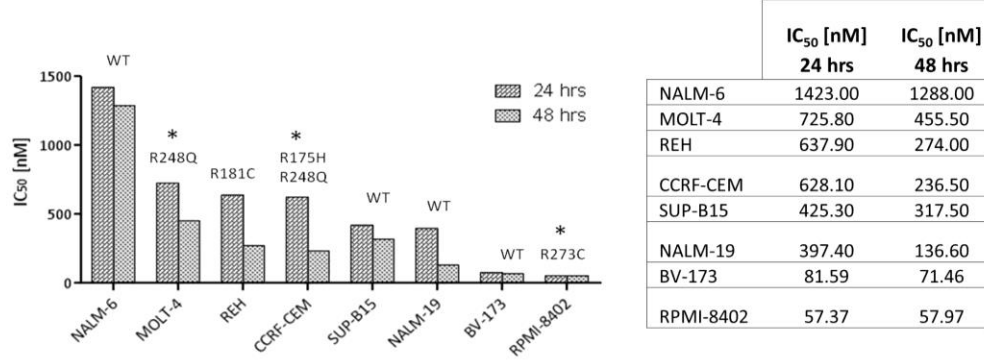 WT
1500
24 hrs
48 hrs
*
R248Q
R181C
*
R175H
R248Q
WT
WT
WT
*
R273C
1000
500
0
IC50 [nM]
NALM-6
MOLT-4
REH
CCRF-CEM
SUP-B15
NALM-19
BV-173
RPMI-8402
IC50 [nM] IC50 [nM]
24 hrs 48 hrs
NALM-6 1423.00 1288.00
MOLT-4 725.80 455.50
REH 637.90 274.00
CCRF-CEM 628.10 236.50
SUP-B15 425.30 317.50
NALM-19 397.40 136.60
BV-173 81.59 71.46
RPMI-8402 57.37 57.97